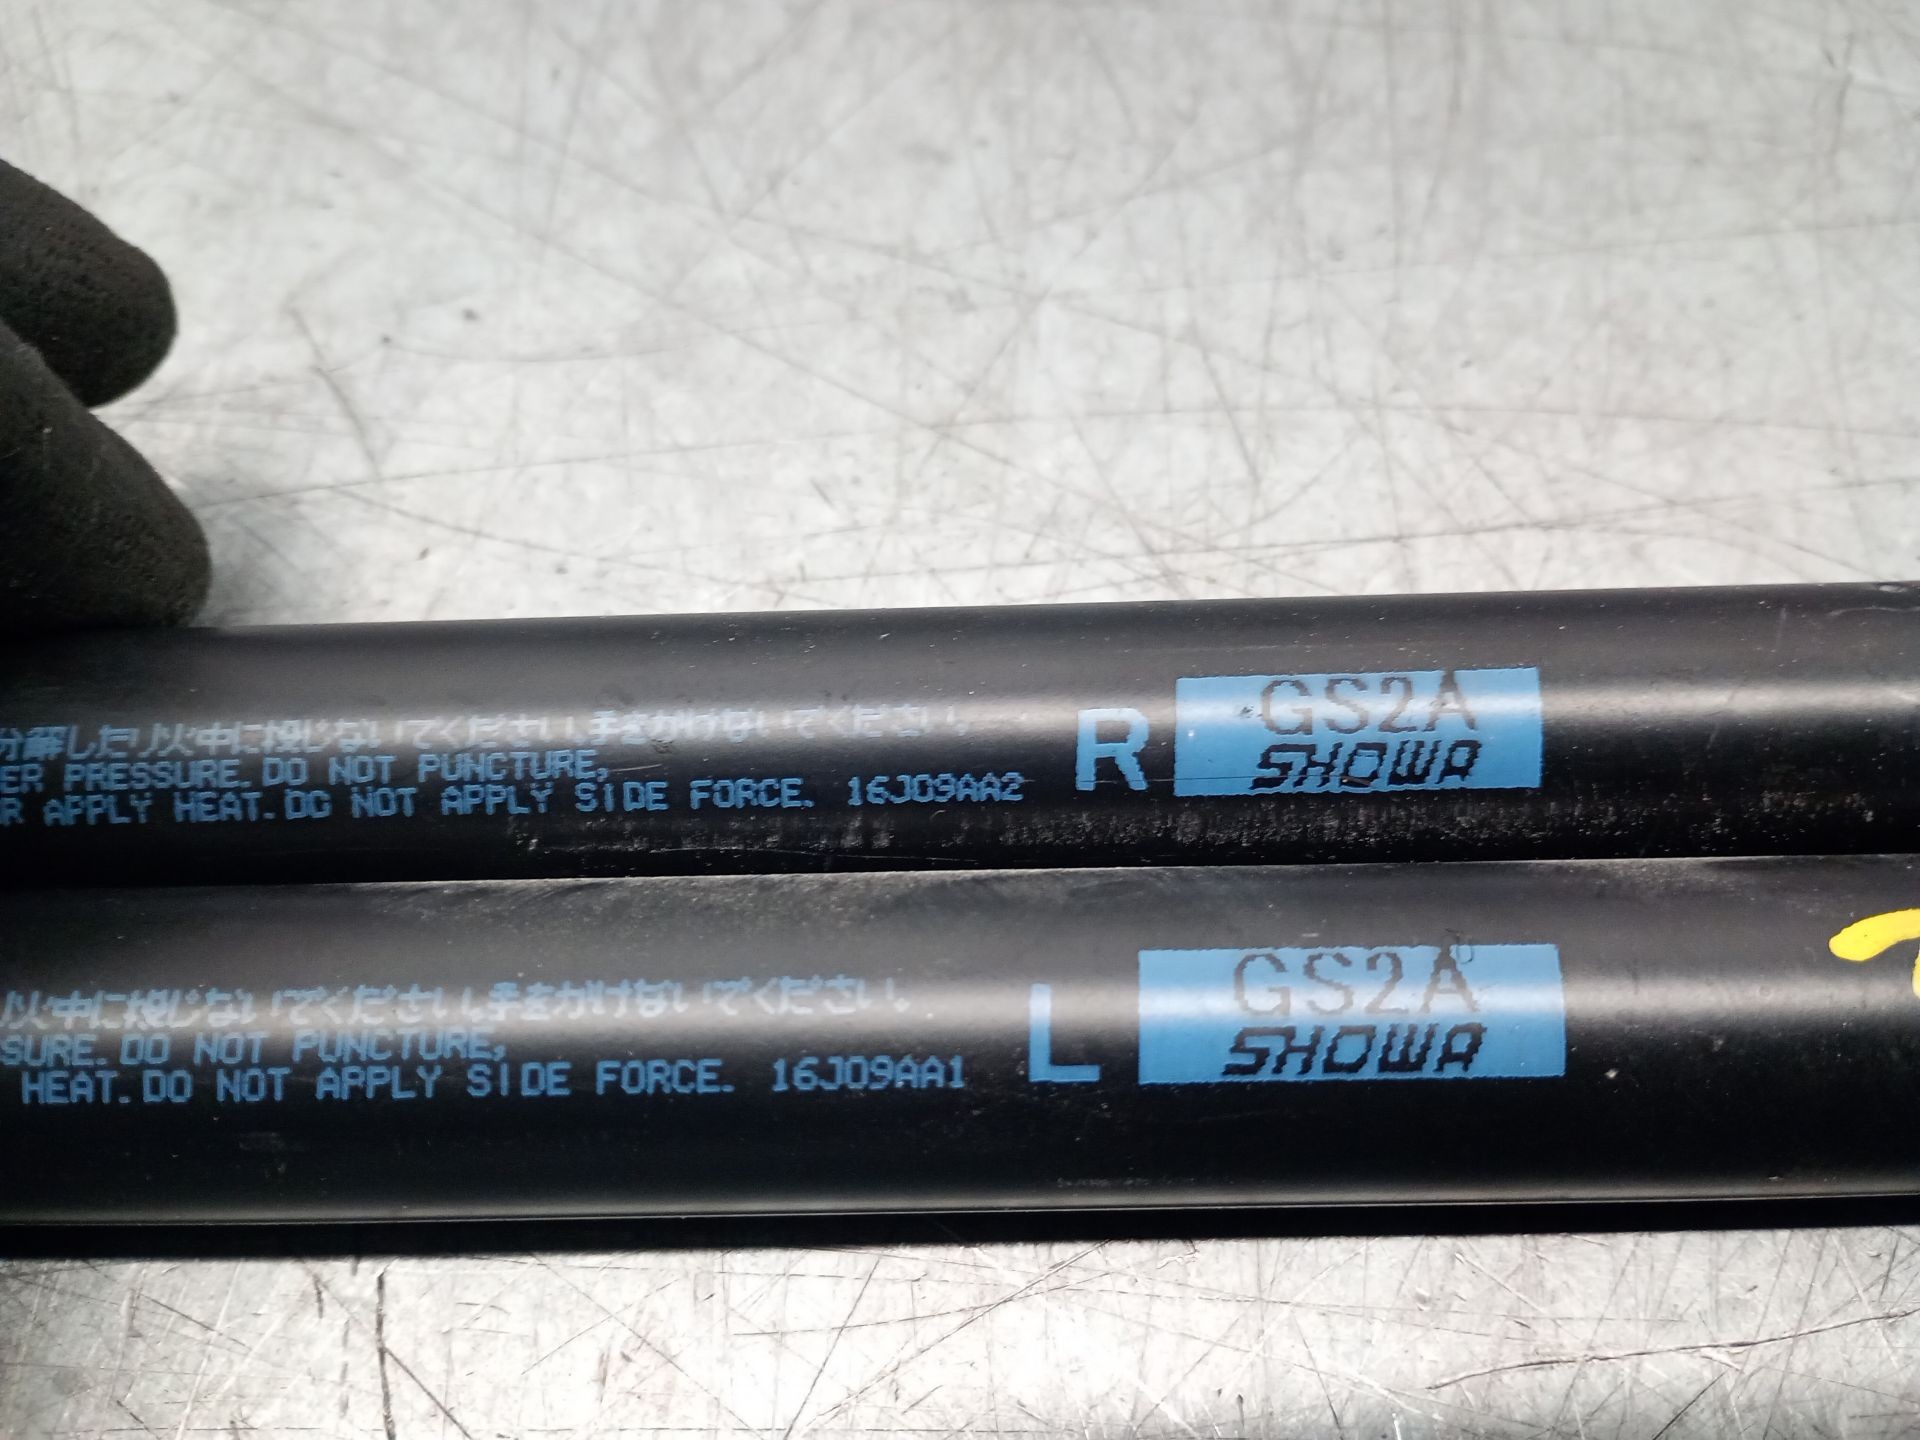 分解したり火中に投じないでください。手をかけないでください。
ER PRESSURE. DO NOT PUNCTURE,
R APPLY HEAT. DO NOT APPLY SIDE FORCE. 16J09AA2
R
GS2A
SHOWA
火中に投じないでください。手をかけないでください。
SURE. DO NOT PUNCTURE,
HEAT. DO NOT APPLY SIDE FORCE. 16J09AA1
L
GS2A
SHOWA